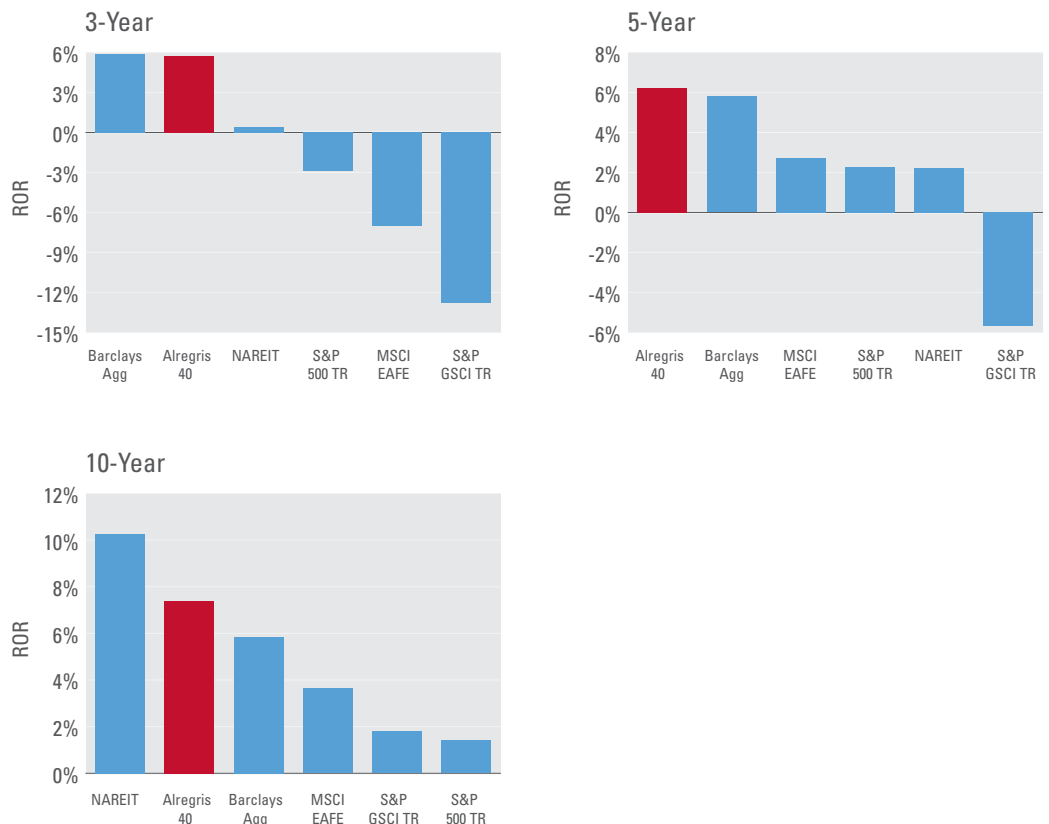 3-Year
6%
3%
0%
-3%
-6%
-9%
-12%
-15%
ROR
Barclays
Agg
Alregris
40
NAREIT
S&P
500 TR
MSCI
EAFE
S&P
GSCI TR
5-Year
8%
6%
4%
2%
0%
-2%
-4%
-6%
ROR
Alregris
40
Barclays
Agg
MSCI
EAFE
S&P
500 TR
NAREIT
S&P
GSCI TR
10-Year
12%
10%
8%
6%
4%
2%
0%
ROR
NAREIT
Alregris
40
Barclays
Agg
MSCI
EAFE
S&P
GSCI TR
S&P
500 TR